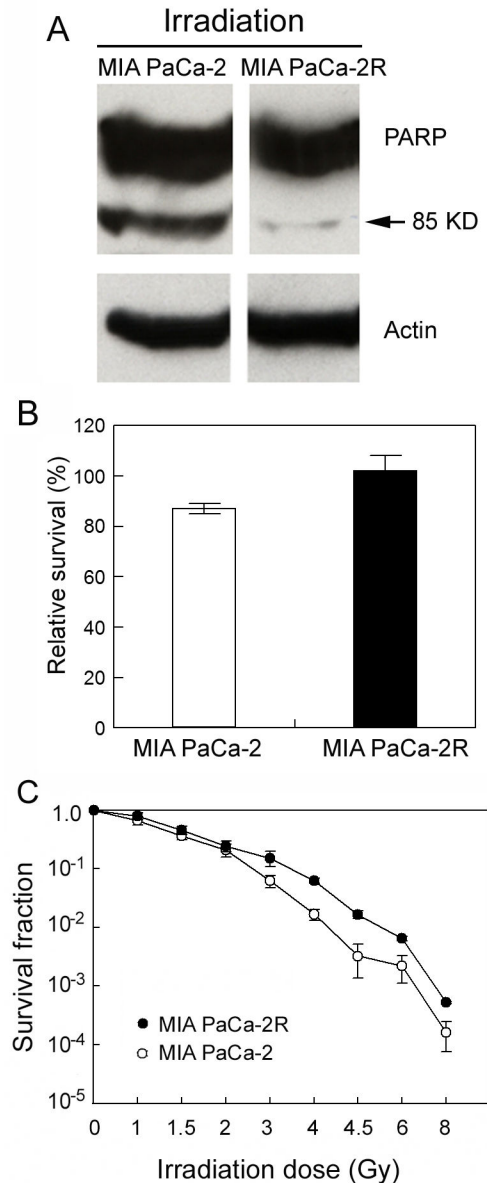 A
Irradiation
MIA PaCa-2 MIA PaCa-2R
PARP
85 KD
Actin
B
Relative survival (%)
120
100
80
60
40
20
0
MIA PaCa-2 MIA PaCa-2R
C
Survival fraction
1.0
10-1
10-2
10-3
10-4
10-5
MIA PaCa-2R
MIA PaCa-2
0 1 1.5 2 3 4 4.5 6 8
Irradiation dose (Gy)